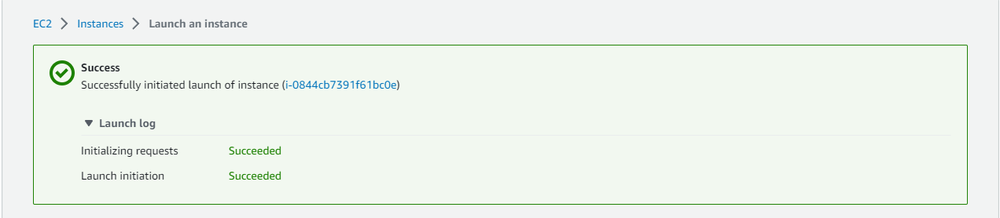 EC2 Instances Launch an instance
Success
Successfully initiated launch of instance (i-0844cb7391f61bc0e)
Launch log
Initializing requests Succeeded
Launch initiation Succeeded